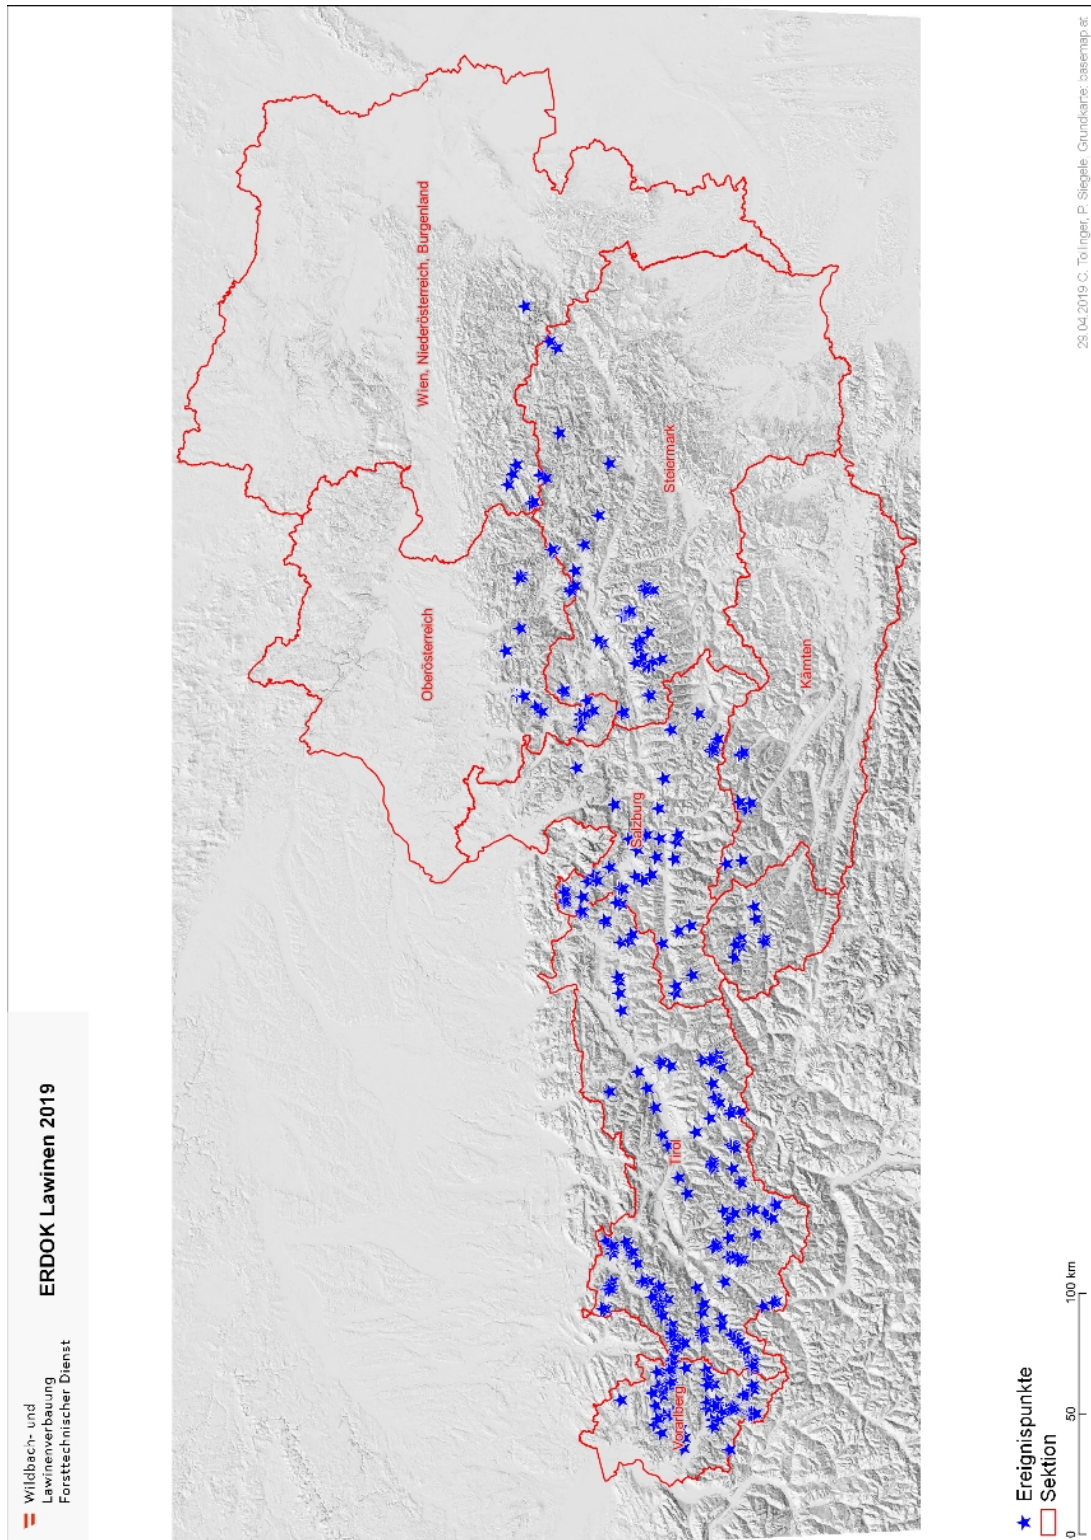 Wildbach- und
Lawinenverbauung
Forsttechnischer Dienst
ERDOK Lawinen 2019
Wien, Niederösterreich, Burgenland
Oberösterreich
Steiermark
Salzburg
Kärnten
Tirol
Vorarlberg
Ereignispunkte
Sektion
0 50 100 km
29.04.2019 C. Tollinger, P. Siegele, Grundkarte: basemap.at